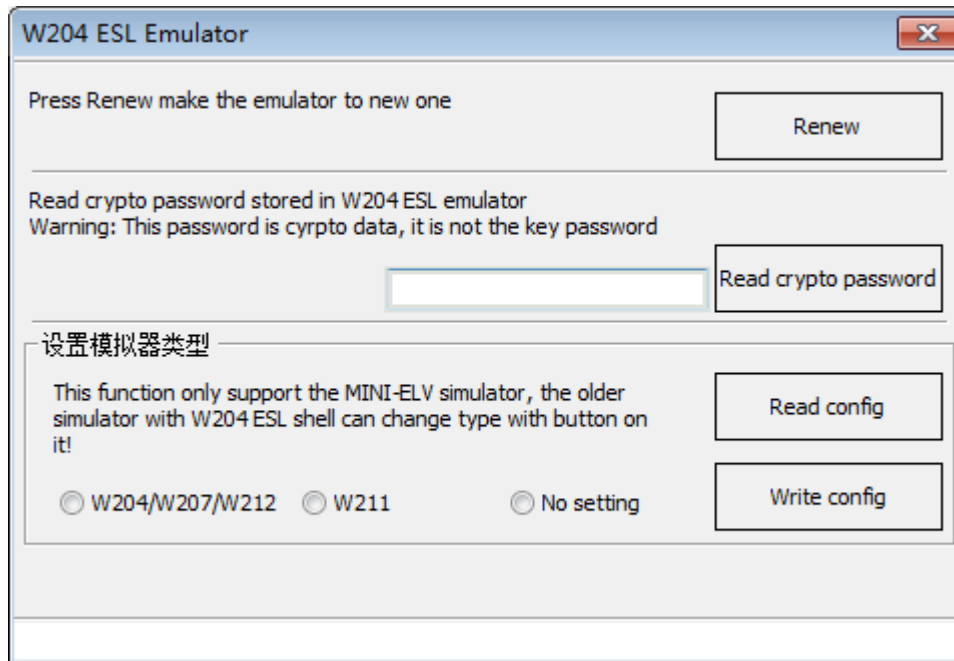 W204 ESL Emulator
Press Renew make the emulator to new one
Renew
Read crypto password stored in W204 ESL emulator
Warning: This password is cyrpto data, it is not the key password
Read crypto password
设置模拟器类型
This function only support the MINI-ELV simulator, the older
simulator with W204 ESL shell can change type with button on
it!
Read config
W204/W207/W212 W211 No setting
Write config